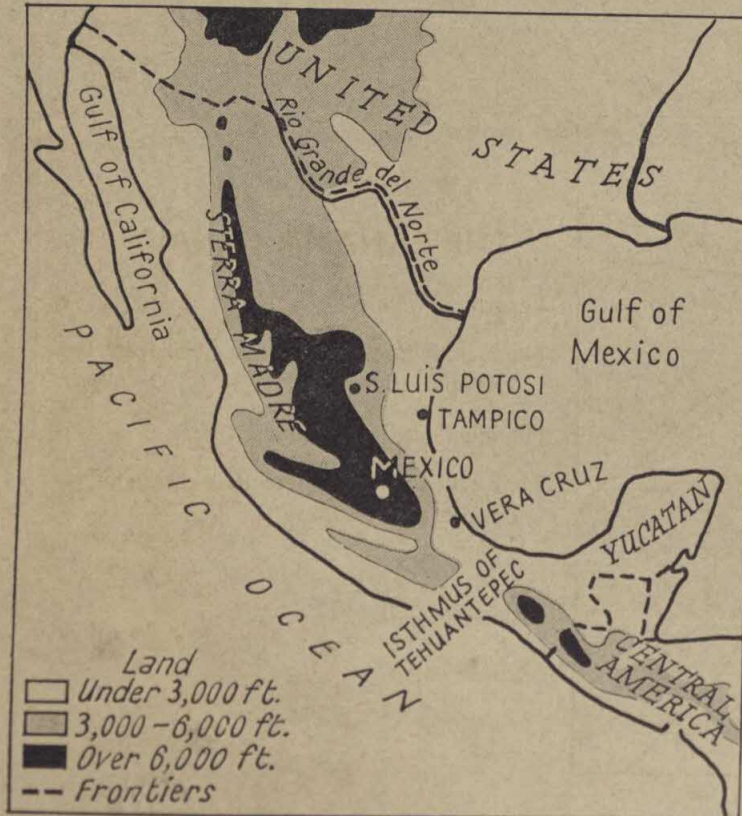 UNITED
STATES
Gulf of California
Rio Grande del Norte
SIERRA MADRE
Gulf of
Mexico
PACIFIC
OCEAN
S. LUIS POTOSI
TAMPICO
MEXICO
VERA CRUZ
YUCATAN
ISTHMUS OF
TEHUANTEPEC
CENTRAL
AMERICA
Land
Under 3,000 ft.
3,000 – 6,000 ft.
Over 6,000 ft.
Frontiers